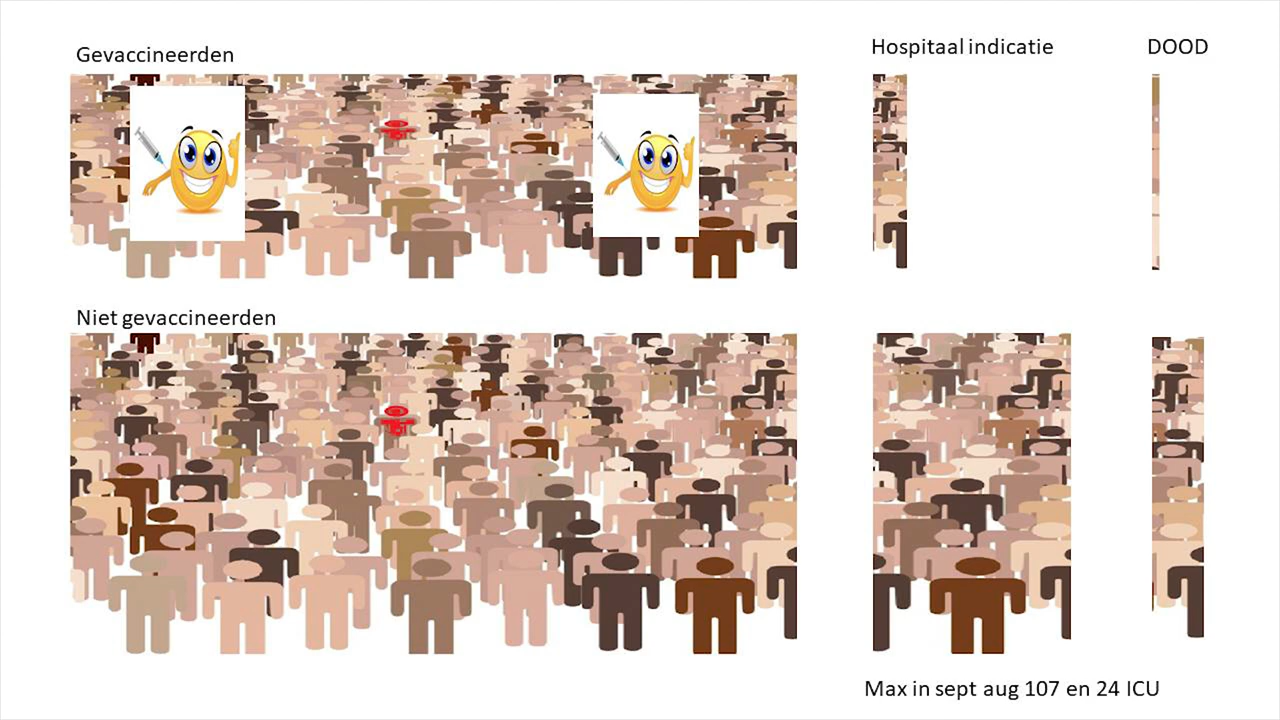 Gevaccineerden
Hospitaal indicatie
DOOD
Niet gevaccineerden
Max in sept aug 107 en 24 ICU